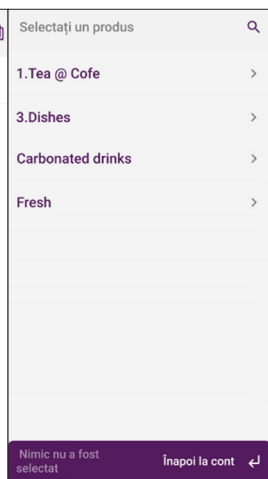 Selectați un produs
1.Tea @ Cofe
3.Dishes
Carbonated drinks
Fresh
Nimic nu a fost
selectat
Înapoi la cont